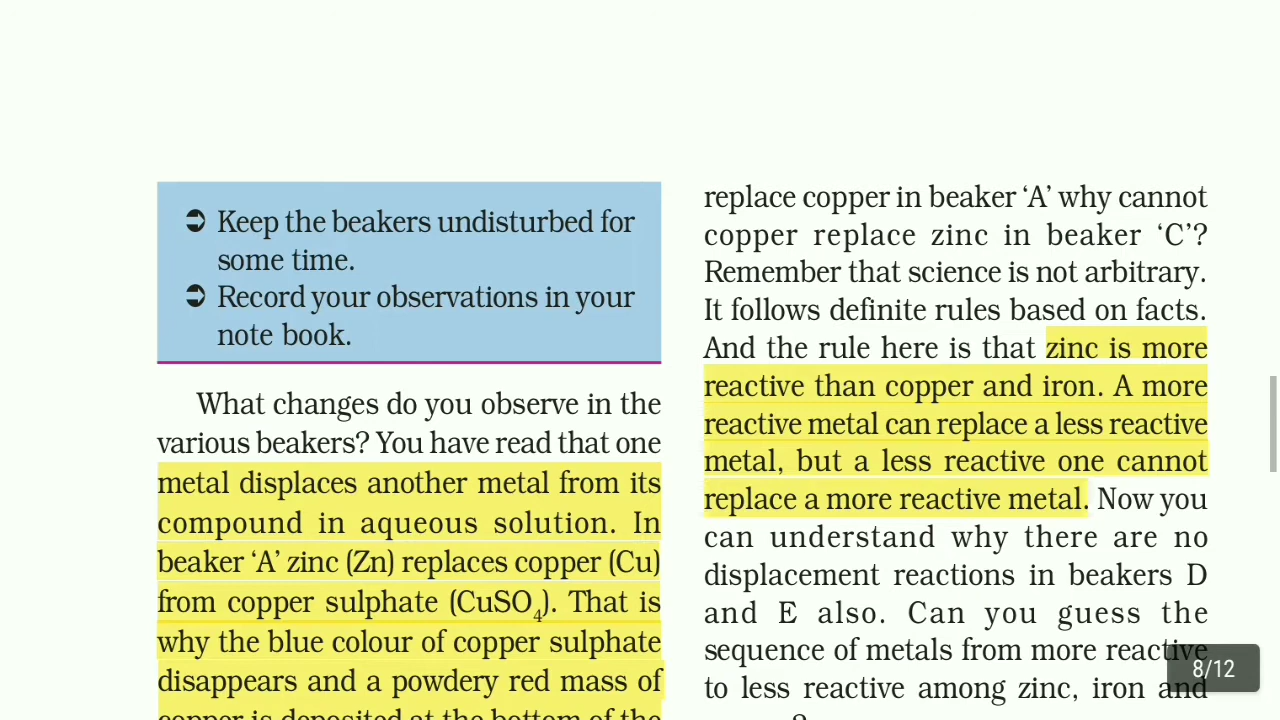 ➲ Keep the beakers undisturbed for
some time.
➲ Record your observations in your
note book.
What changes do you observe in the
various beakers? You have read that one
metal displaces another metal from its
compound in aqueous solution. In
beaker ‘A’ zinc (Zn) replaces copper (Cu)
from copper sulphate (CuSO₄). That is
why the blue colour of copper sulphate
disappears and a powdery red mass of
copper is deposited at the bottom of the
replace copper in beaker ‘A’ why cannot
copper replace zinc in beaker ‘C’?
Remember that science is not arbitrary.
It follows definite rules based on facts.
And the rule here is that zinc is more
reactive than copper and iron. A more
reactive metal can replace a less reactive
metal, but a less reactive one cannot
replace a more reactive metal. Now you
can understand why there are no
displacement reactions in beakers D
and E also. Can you guess the
sequence of metals from more reactive
to less reactive among zinc, iron and
8/12